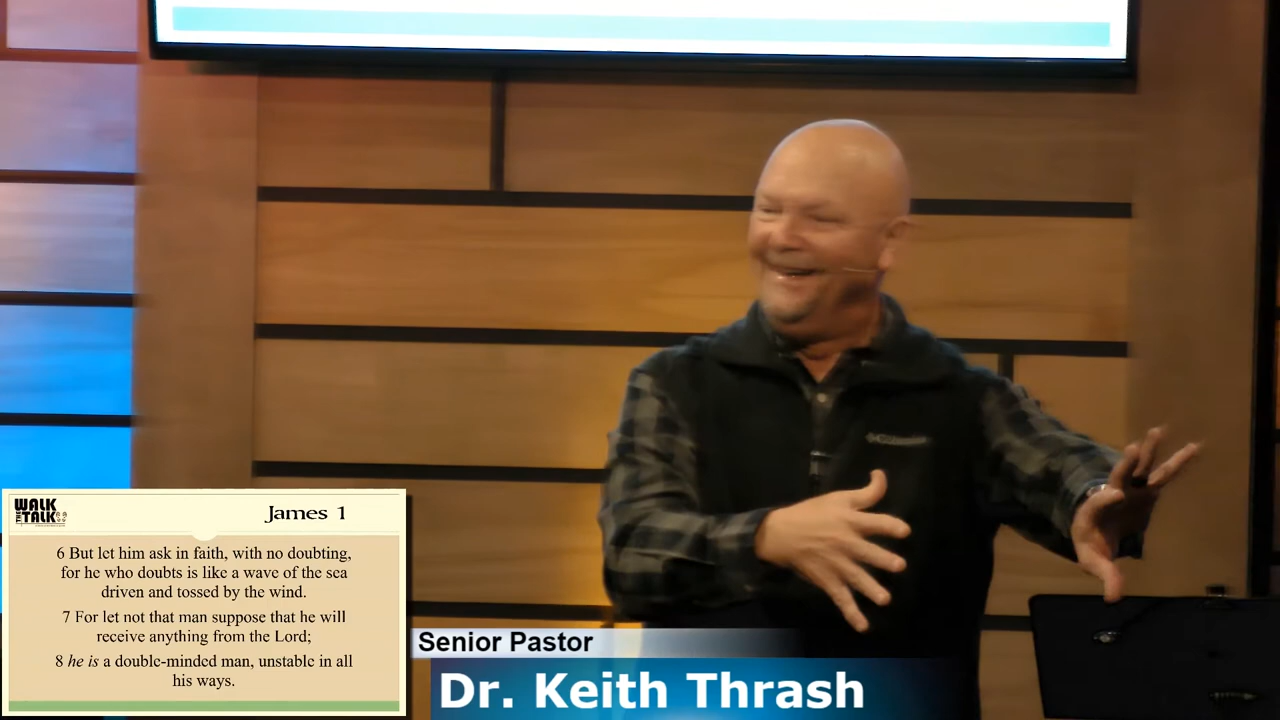 WALK
THE TALK
James 1
6 But let him ask in faith, with no doubting,
for he who doubts is like a wave of the sea
driven and tossed by the wind.
7 For let not that man suppose that he will
receive anything from the Lord;
8 he is a double-minded man, unstable in all
his ways.
Columbia
Senior Pastor
Dr. Keith Thrash